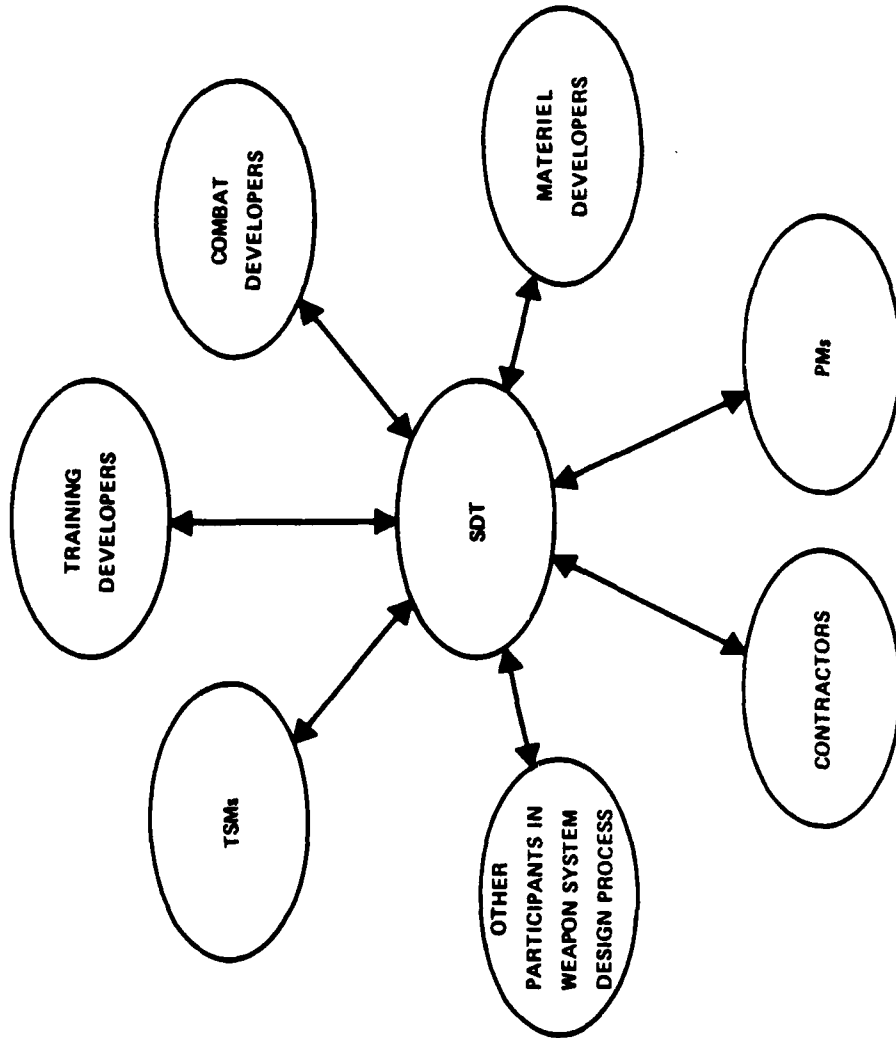 TRAINING
DEVELOPERS
COMBAT
DEVELOPERS
MATERIEL
DEVELOPERS
PMs
CONTRACTORS
OTHER
PARTICIPANTS IN
WEAPON SYSTEM
DESIGN PROCESS
TSMs
SDT